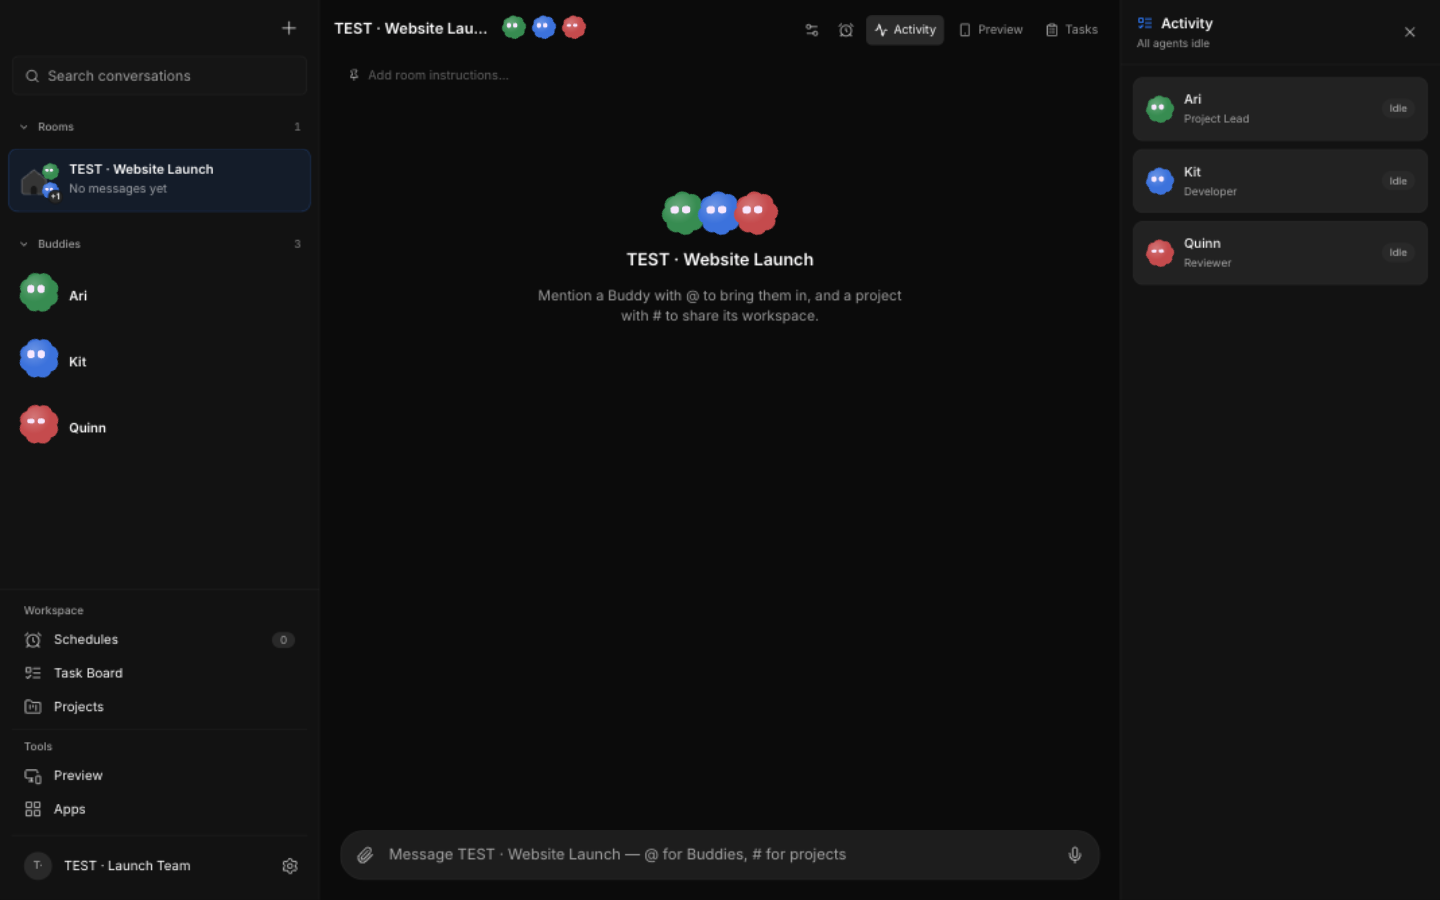 Search conversations
Rooms
1
TEST · Website Launch
No messages yet
+1
Buddies
3
Ari
Kit
Quinn
Workspace
Schedules
0
Task Board
Projects
Tools
Preview
Apps
T·
TEST · Launch Team
TEST · Website Lau...
Activity
Preview
Tasks
Add room instructions...
TEST · Website Launch
Mention a Buddy with @ to bring them in, and a project
with # to share its workspace.
Message TEST · Website Launch — @ for Buddies, # for projects
Activity
All agents idle
Ari
Project Lead
Idle
Kit
Developer
Idle
Quinn
Reviewer
Idle